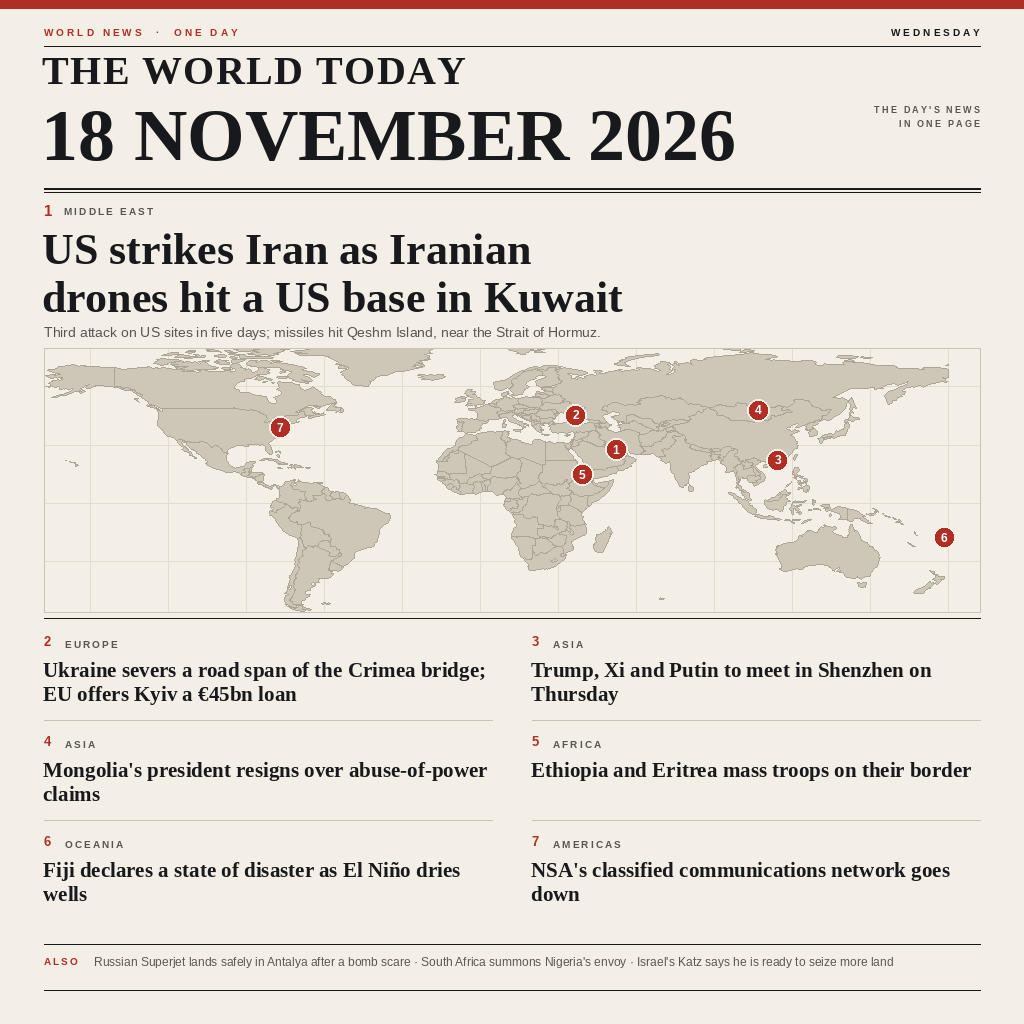 WORLD NEWS · ONE DAY
WEDNESDAY
THE WORLD TODAY
18 NOVEMBER 2026
THE DAY'S NEWS
IN ONE PAGE
1 MIDDLE EAST
US strikes Iran as Iranian
drones hit a US base in Kuwait
Third attack on US sites in five days; missiles hit Qeshm Island, near the Strait of Hormuz.
4
2
7
1
3
5
6
2 EUROPE
Ukraine severs a road span of the Crimea bridge;
EU offers Kyiv a €45bn loan
3 ASIA
Trump, Xi and Putin to meet in Shenzhen on
Thursday
4 ASIA
Mongolia's president resigns over abuse-of-power
claims
5 AFRICA
Ethiopia and Eritrea mass troops on their border
6 OCEANIA
Fiji declares a state of disaster as El Niño dries
wells
7 AMERICAS
NSA's classified communications network goes
down
ALSO Russian Superjet lands safely in Antalya after a bomb scare · South Africa summons Nigeria's envoy · Israel's Katz says he is ready to seize more land